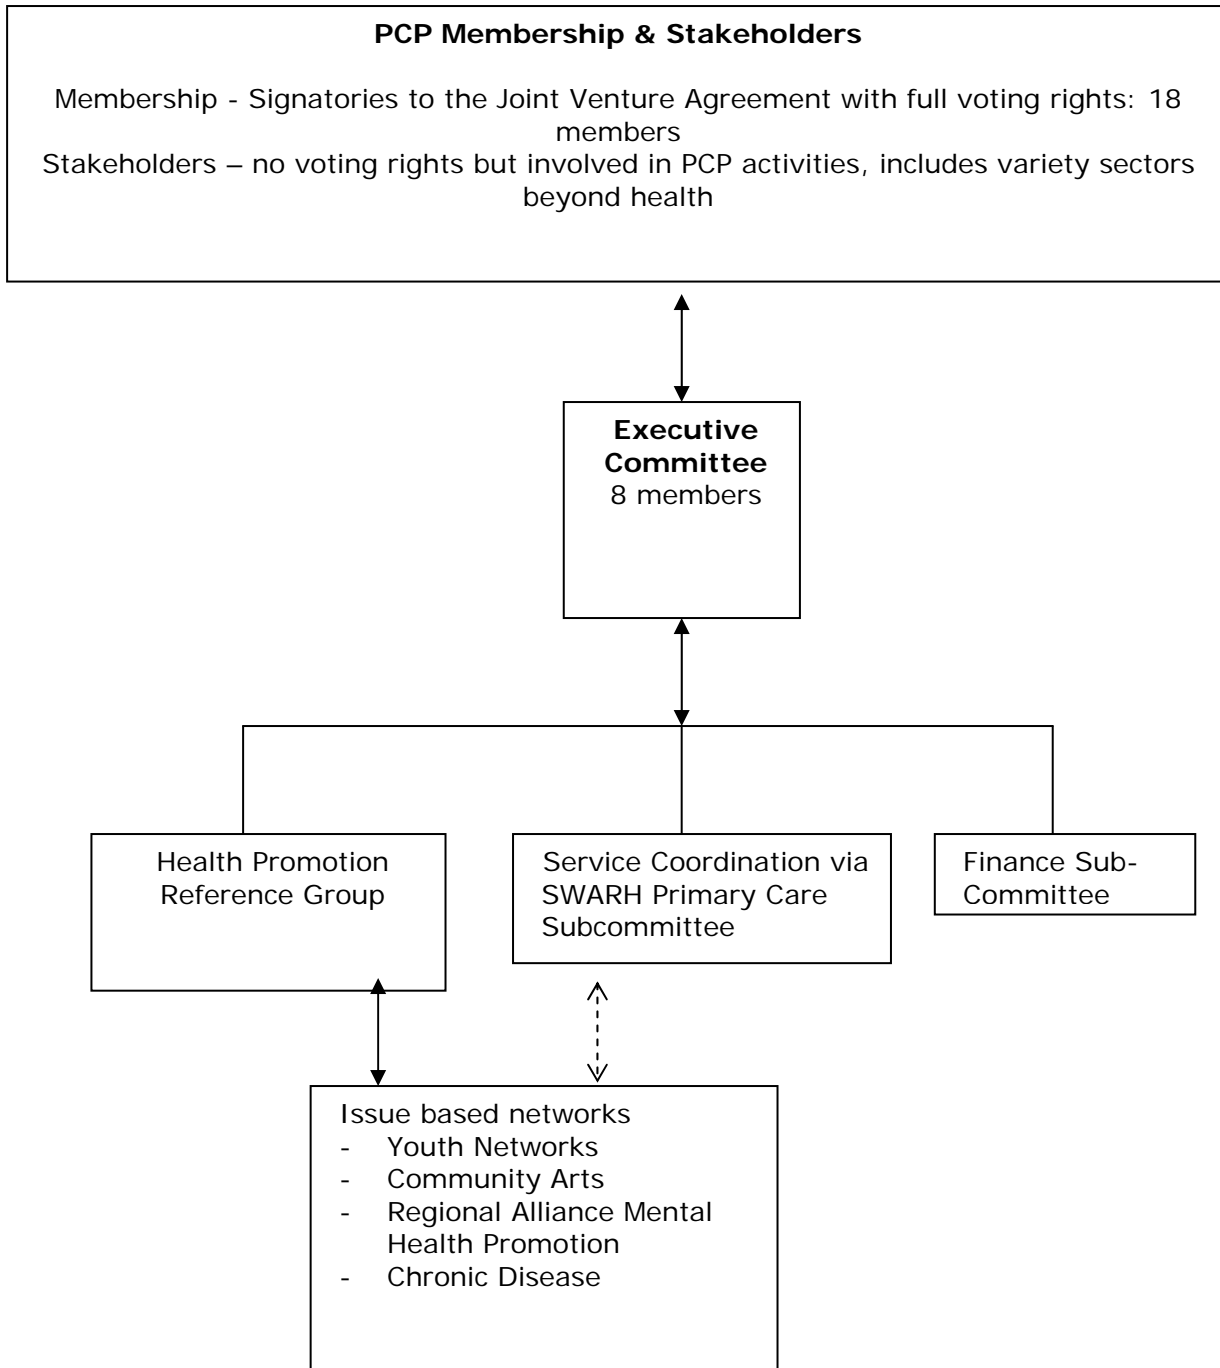 PCP Membership & Stakeholders
Membership - Signatories to the Joint Venture Agreement with full voting rights: 18
members
Stakeholders – no voting rights but involved in PCP activities, includes variety sectors
beyond health
Executive
Committee
8 members
Health Promotion
Reference Group
Service Coordination via
SWARH Primary Care
Subcommittee
Finance Sub-
Committee
Issue based networks
- Youth Networks
- Community Arts
- Regional Alliance Mental
Health Promotion
- Chronic Disease